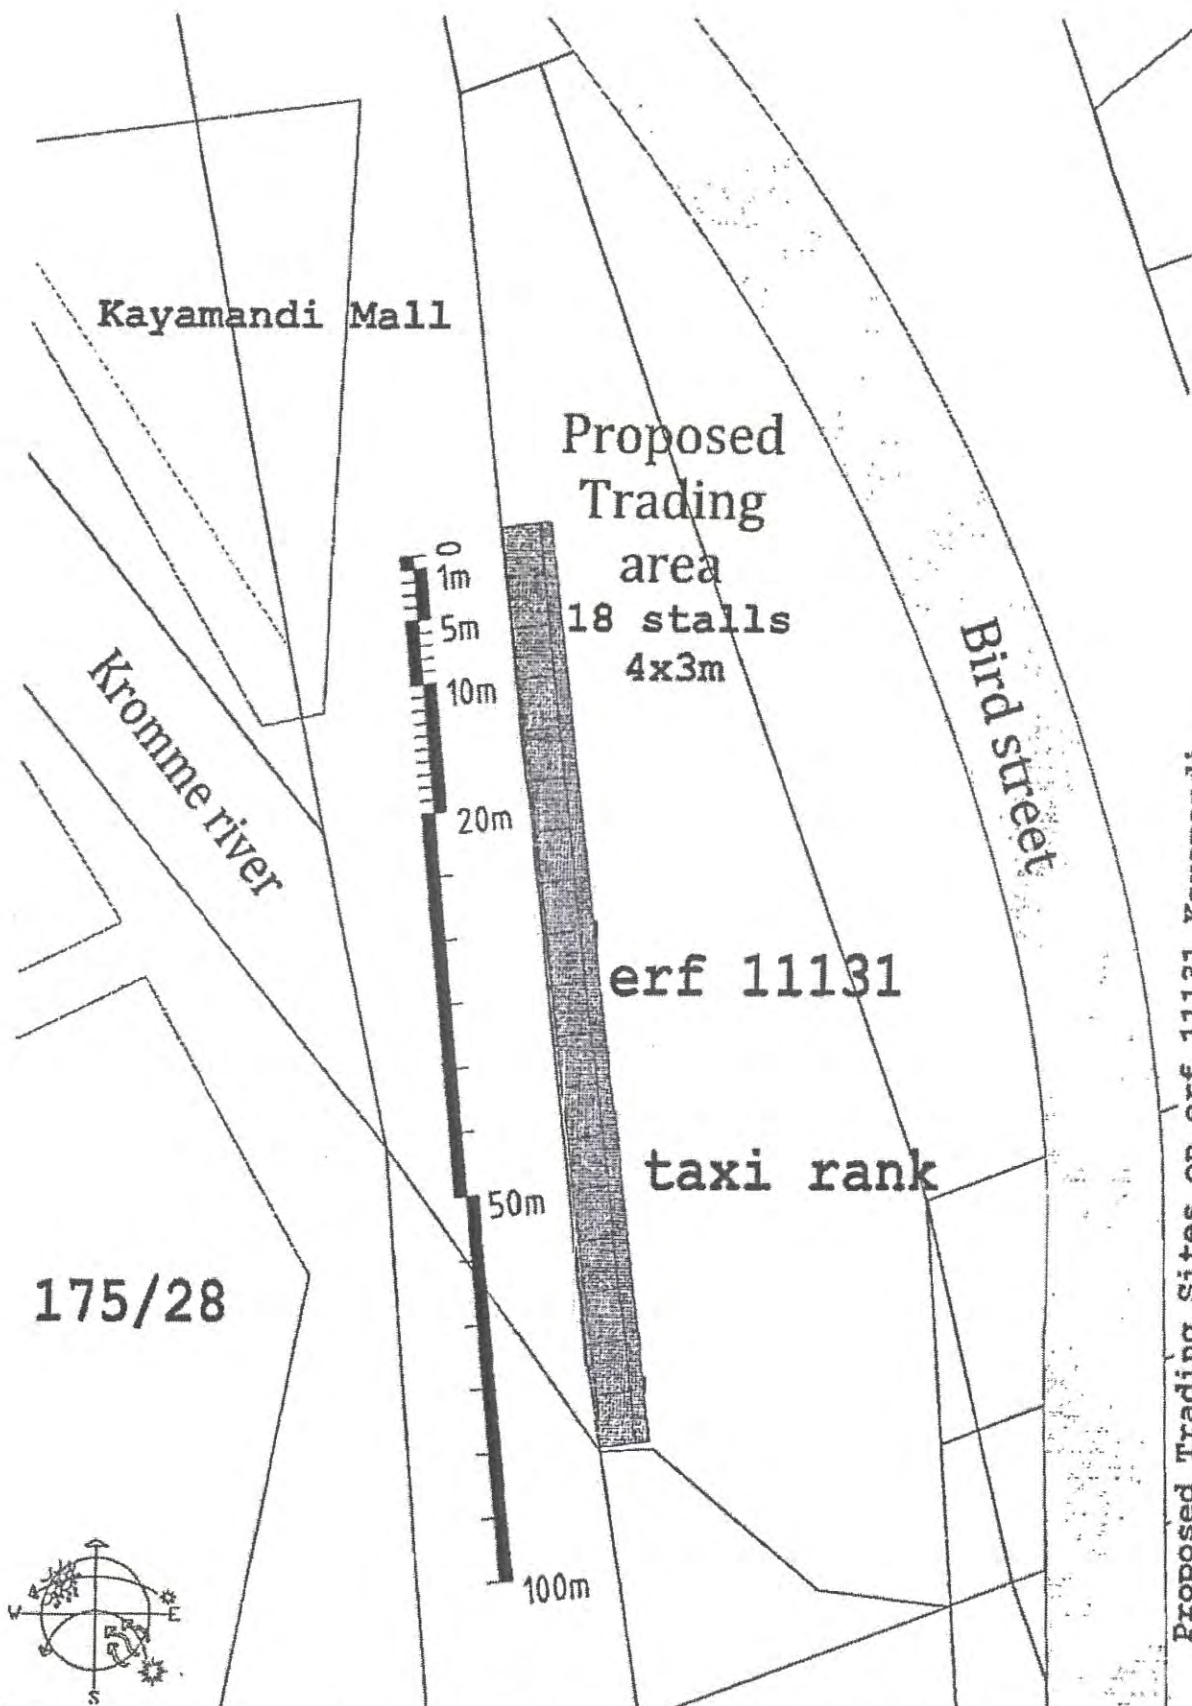 Kayamandi Mall
Proposed
Trading
area
18 stalls
4x3m
0
1m
5m
10m
20m
50m
100m
Kromme river
Bird street
erf 11131
taxi rank
175/28
W
E
S
Proposed Trading Sites on erf 11131 Kayamandi